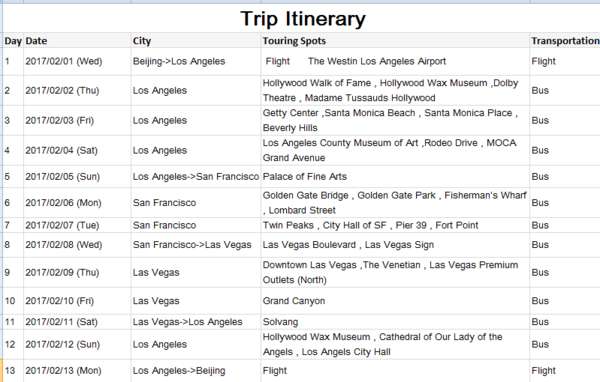 Trip Itinerary
Day Date City Touring Spots Transportation
1 2017/02/01 (Wed) Beijing->Los Angeles Flight The Westin Los Angeles Airport Flight
2 2017/02/02 (Thu) Los Angeles Hollywood Walk of Fame , Hollywood Wax Museum ,Dolby
Theatre , Madame Tussauds Hollywood Bus
3 2017/02/03 (Fri) Los Angeles Getty Center ,Santa Monica Beach , Santa Monica Place ,
Beverly Hills Bus
4 2017/02/04 (Sat) Los Angeles Los Angeles County Museum of Art ,Rodeo Drive , MOCA
Grand Avenue Bus
5 2017/02/05 (Sun) Los Angeles->San Francisco Palace of Fine Arts Bus
6 2017/02/06 (Mon) San Francisco Golden Gate Bridge , Golden Gate Park , Fisherman's Wharf
, Lombard Street Bus
7 2017/02/07 (Tue) San Francisco Twin Peaks , City Hall of SF , Pier 39 , Fort Point Bus
8 2017/02/08 (Wed) San Francisco->Las Vegas Las Vegas Boulevard , Las Vegas Sign Bus
9 2017/02/09 (Thu) Las Vegas Downtown Las Vegas ,The Venetian , Las Vegas Premium
Outlets (North) Bus
10 2017/02/10 (Fri) Las Vegas Grand Canyon Bus
11 2017/02/11 (Sat) Las Vegas->Los Angeles Solvang Bus
12 2017/02/12 (Sun) Los Angeles Hollywood Wax Museum , Cathedral of Our Lady of the
Angels , Los Angels City Hall Bus
13 2017/02/13 (Mon) Los Angeles->Beijing Flight Flight